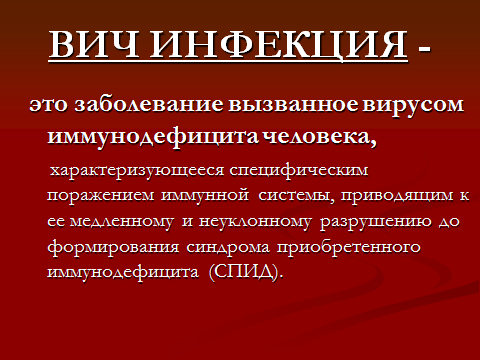 ВИЧ ИНФЕКЦИЯ -
это заболевание вызванное вирусом
иммунодефицита человека,
характеризующееся специфическим
поражением иммунной системы, приводящим к
ее медленному и неуклонному разрушению до
формирования синдрома приобретенного
иммунодефицита (СПИД).